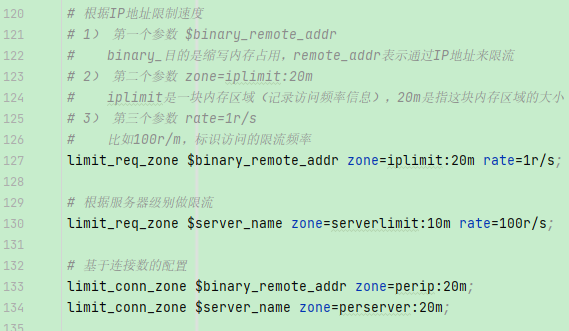 120 # 根据IP地址限制速度
121 # 1） 第一个参数 $binary_remote_addr
122 #    binary_目的是缩写内存占用，remote_addr表示通过IP地址来限流
123 # 2） 第二个参数 zone=iplimit:20m
124 #    iplimit是一块内存区域（记录访问频率信息），20m是指这块内存区域的大小
125 # 3） 第三个参数 rate=1r/s
126 #    比如100r/m，标识访问的限流频率
127 limit_req_zone $binary_remote_addr zone=iplimit:20m rate=1r/s;
128
129 # 根据服务器级别做限流
130 limit_req_zone $server_name zone=serverlimit:10m rate=100r/s;
131
132 # 基于连接数的配置
133 limit_conn_zone $binary_remote_addr zone=perip:20m;
134 limit_conn_zone $server_name zone=perserver:20m;
135